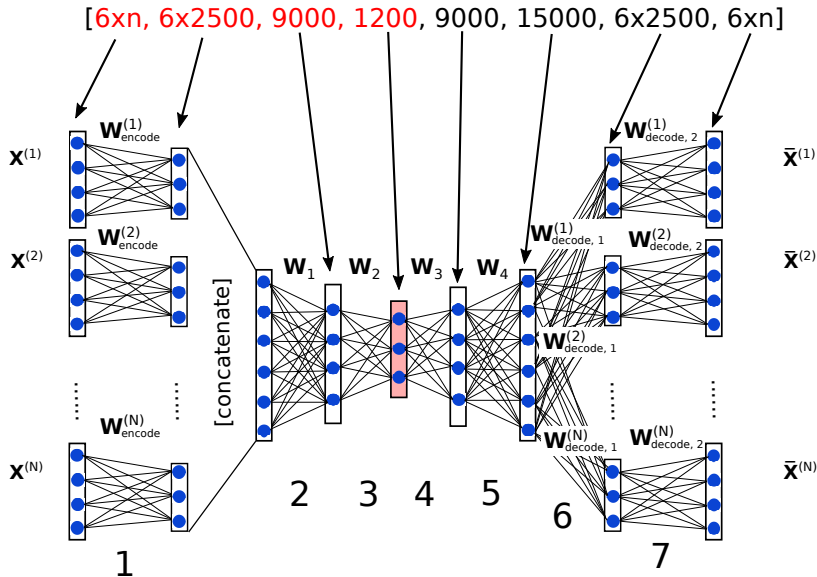 [6xn, 6x2500, 9000, 1200, 9000, 15000, 6x2500, 6xn]
W(1)encode
W(1)decode, 2
X(1)
X̄(1)
W(2)encode
W(1)decode, 1
W(2)decode, 2
X(2)
X̄(2)
W1 W2 W3 W4
[concatenate]
W(2)decode, 1
......
......
......
......
W(N)encode
W(N)decode, 1
W(N)decode, 2
X(N)
X̄(N)
2 3 4 5
6
1 7